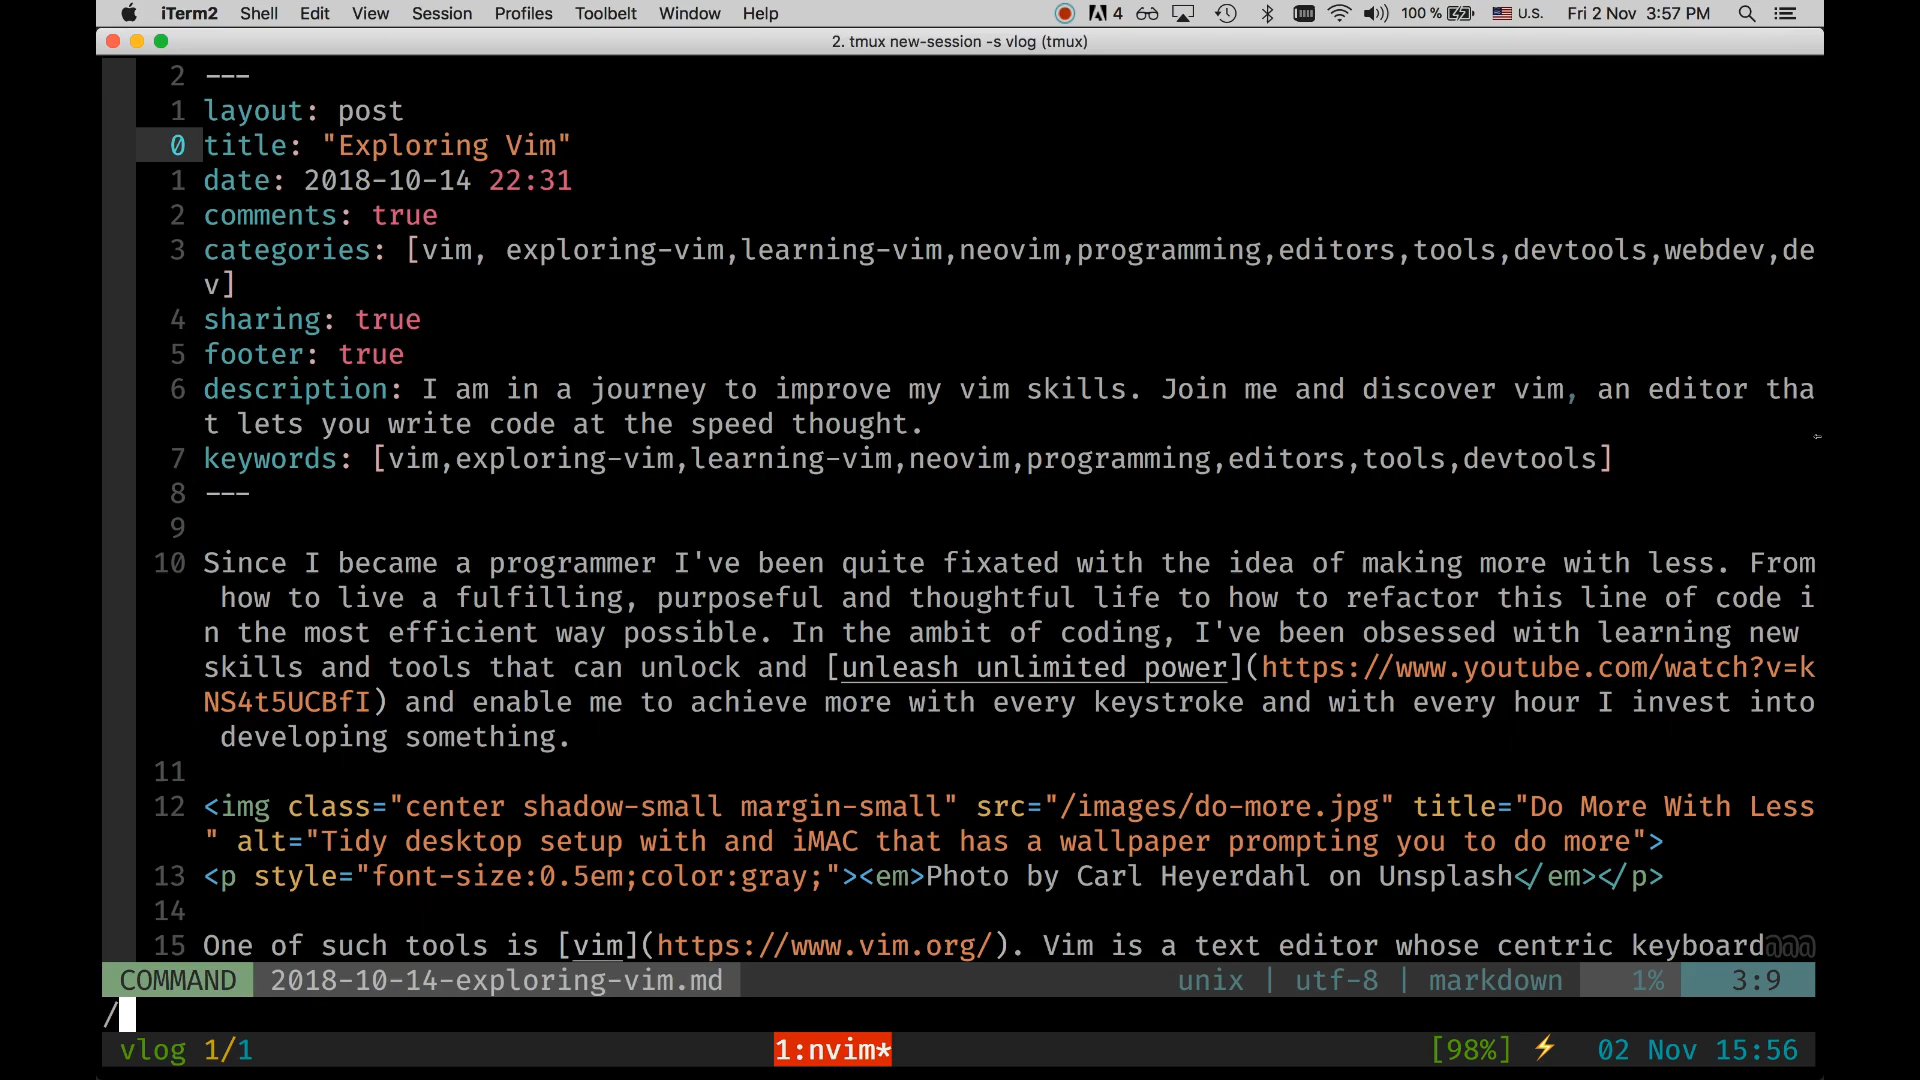 iTerm2 Shell Edit View Session Profiles Toolbelt Window Help 4 100 % U.S. Fri 2 Nov 3:57 PM
2. tmux new-session -s vlog (tmux)
2 ---
1 layout: post
0 title: "Exploring Vim"
1 date: 2018-10-14 22:31
2 comments: true
3 categories: [vim, exploring-vim,learning-vim,neovim,programming,editors,tools,devtools,webdev,de
v]
4 sharing: true
5 footer: true
6 description: I am in a journey to improve my vim skills. Join me and discover vim, an editor tha
t lets you write code at the speed thought.
7 keywords: [vim,exploring-vim,learning-vim,neovim,programming,editors,tools,devtools]
8 ---
9
10 Since I became a programmer I've been quite fixated with the idea of making more with less. From
how to live a fulfilling, purposeful and thoughtful life to how to refactor this line of code i
n the most efficient way possible. In the ambit of coding, I've been obsessed with learning new
skills and tools that can unlock and [unleash unlimited power](https://www.youtube.com/watch?v=k
NS4t5UCBfI) and enable me to achieve more with every keystroke and with every hour I invest into
developing something.
11
12 <img class="center shadow-small margin-small" src="/images/do-more.jpg" title="Do More With Less
" alt="Tidy desktop setup with and iMAC that has a wallpaper prompting you to do more">
13 <p style="font-size:0.5em;color:gray;"><em>Photo by Carl Heyerdahl on Unsplash</em></p>
14
15 One of such tools is [vim](https://www.vim.org/). Vim is a text editor whose centric keyboard@@@
COMMAND 2018-10-14-exploring-vim.md unix | utf-8 | markdown 1% 3:9
/
vlog 1/1 1:nvim* [98%] ⚡ 02 Nov 15:56